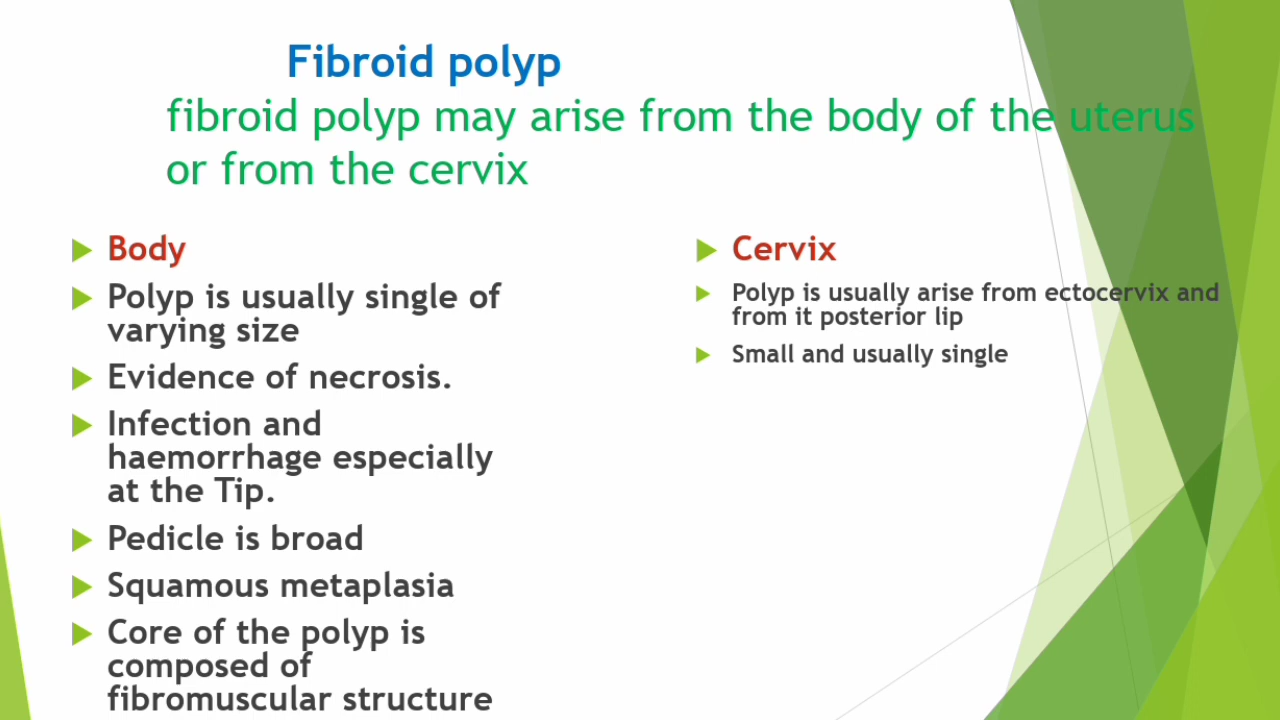 Fibroid polyp
fibroid polyp may arise from the body of the uterus
or from the cervix
Body
Polyp is usually single of
varying size
Evidence of necrosis.
Infection and
haemorrhage especially
at the Tip.
Pedicle is broad
Squamous metaplasia
Core of the polyp is
composed of
fibromuscular structure
Cervix
Polyp is usually arise from ectocervix and
from it posterior lip
Small and usually single